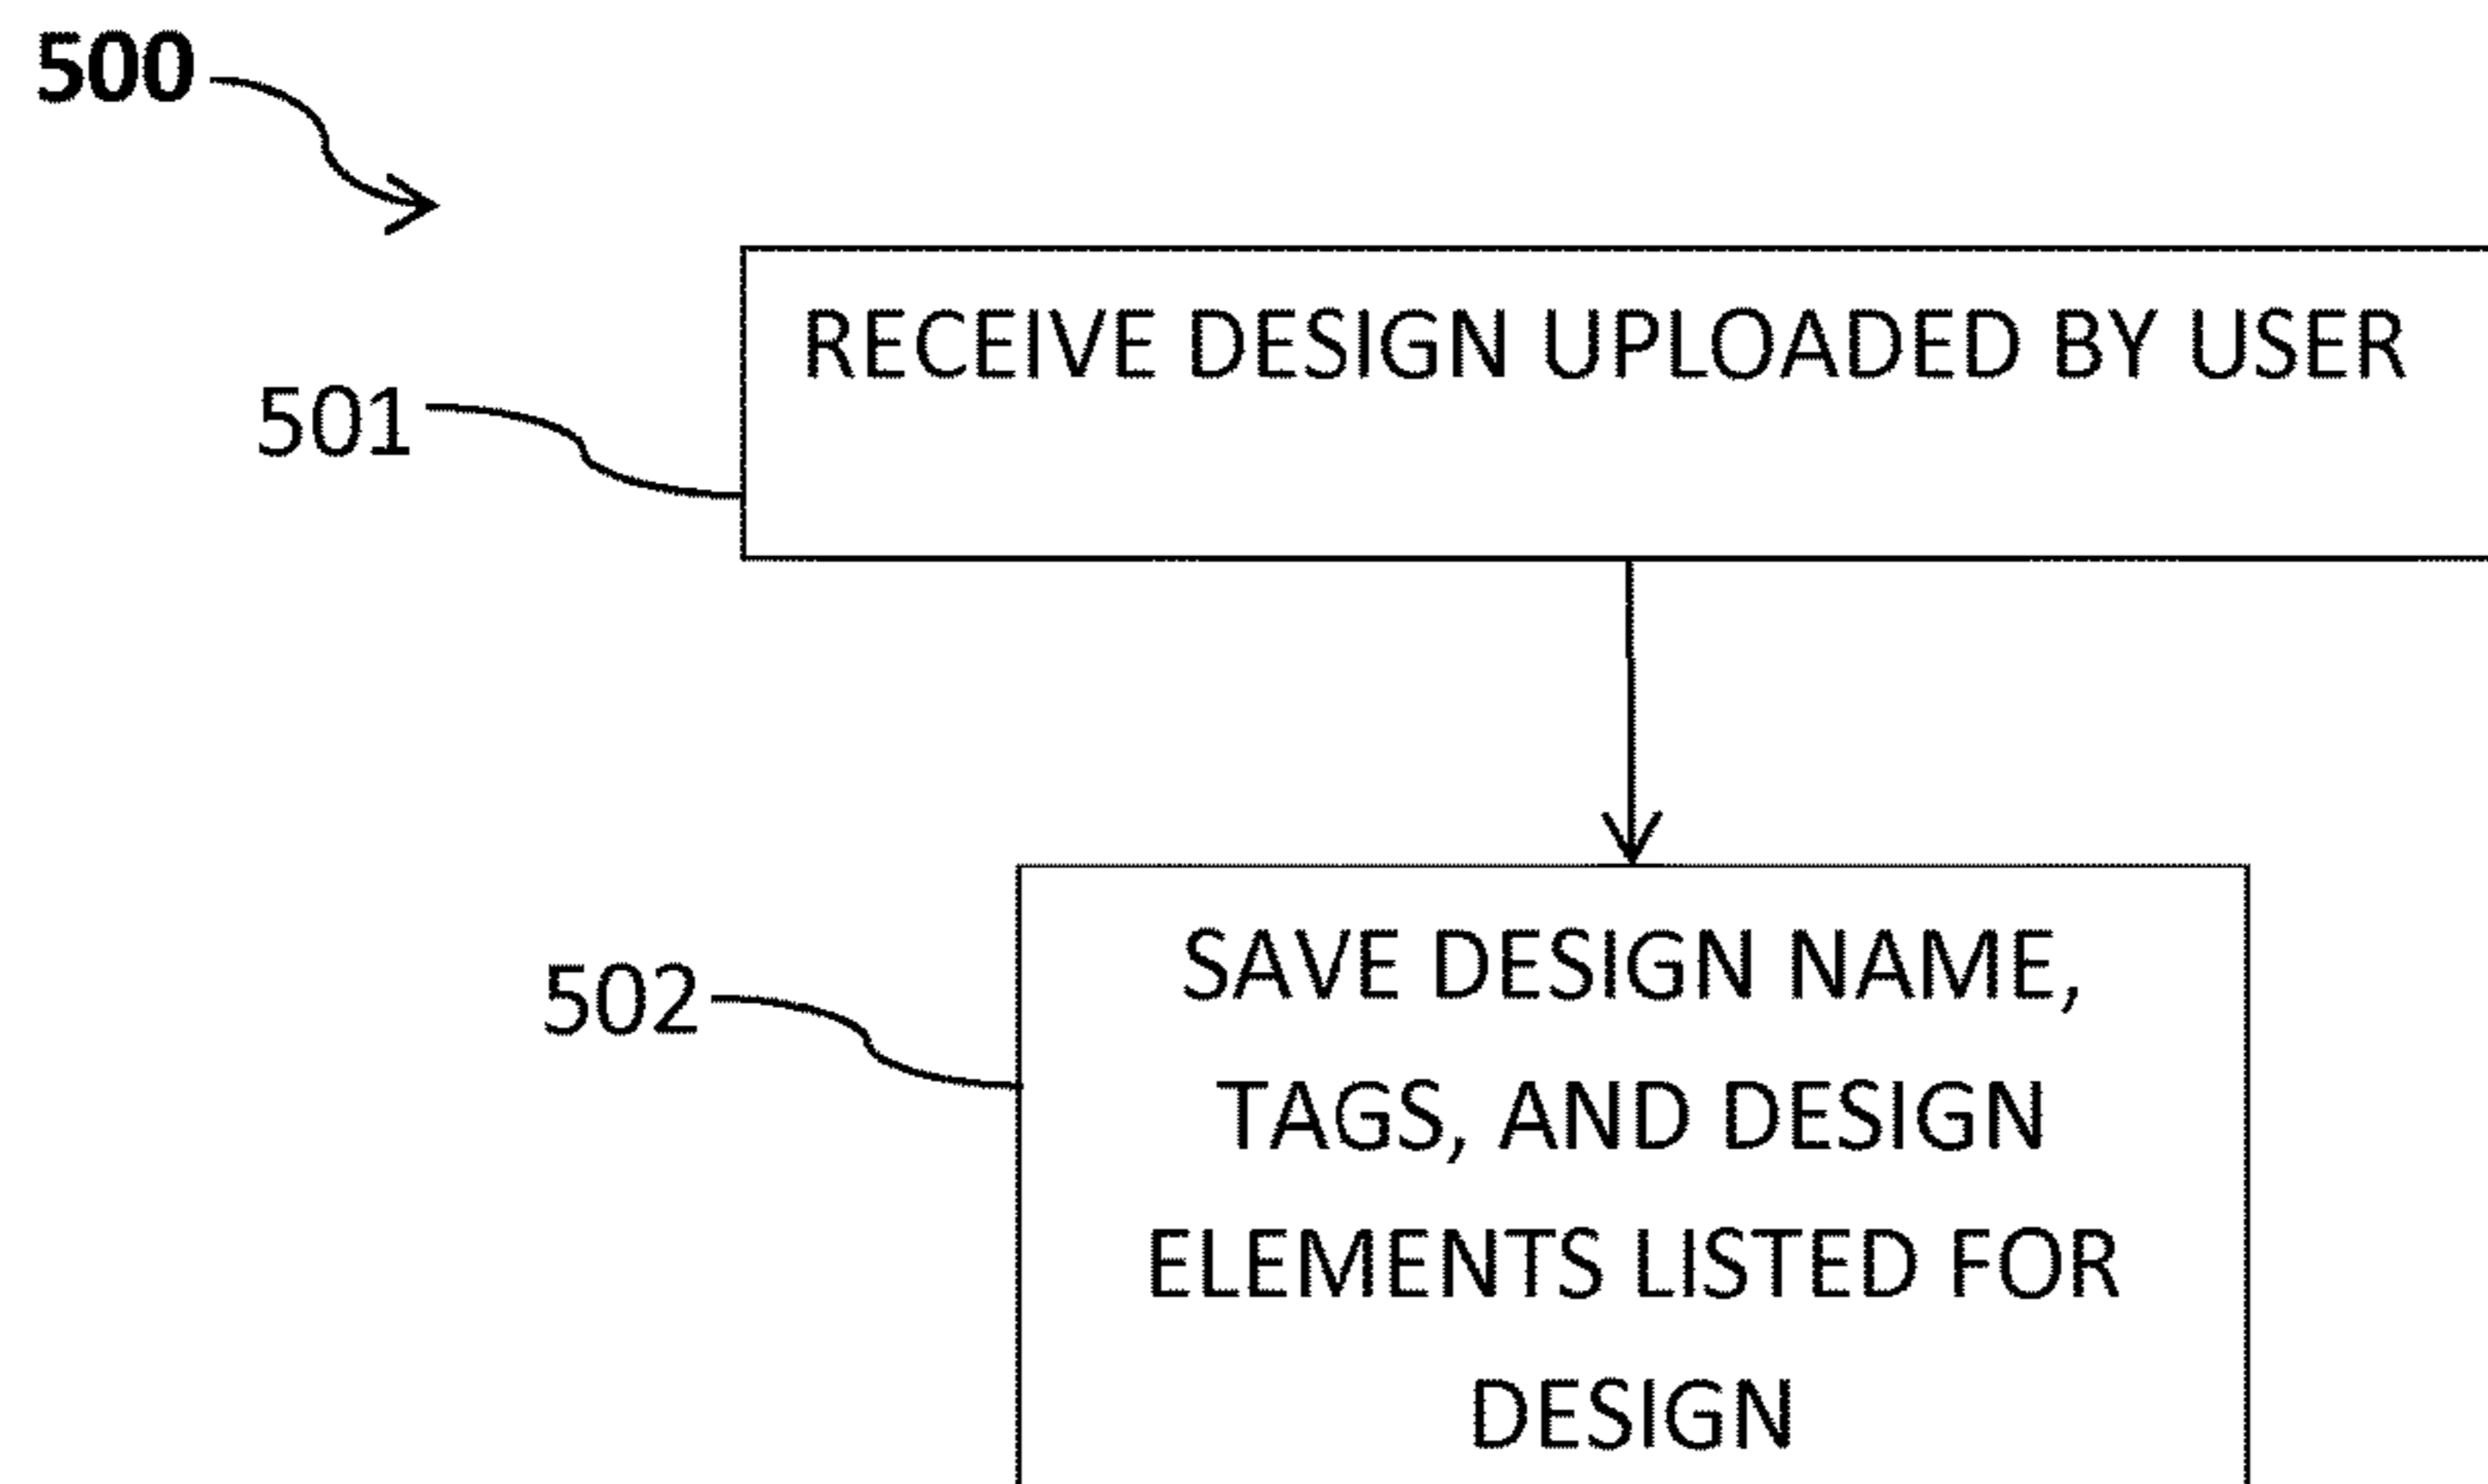 500
RECEIVE DESIGN UPLOADED BY USER
501
SAVE DESIGN NAME,
502
TAGS, AND DESIGN
ELEMENTS LISTED FOR
DESIGN